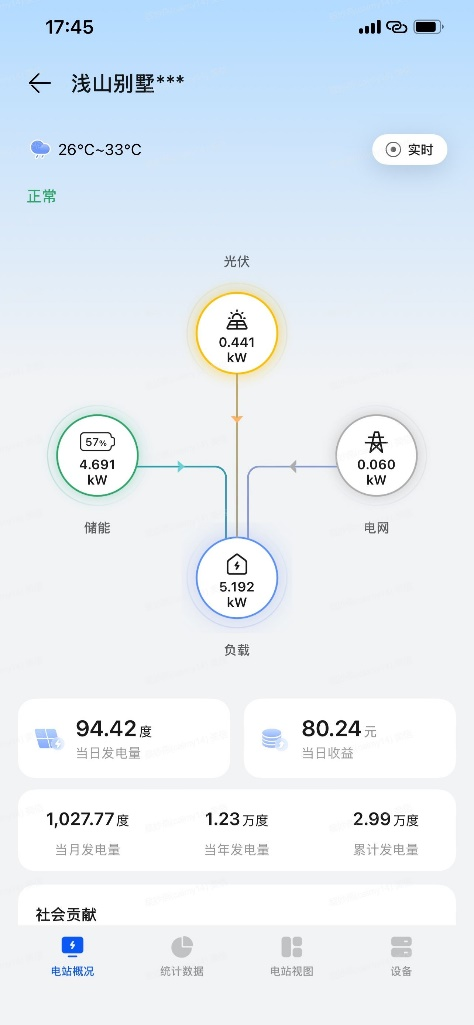 17:45
浅山别墅***
26°C~33°C
实时
正常
光伏
0.441
kW
57%
4.691
kW
0.060
kW
储能
电网
5.192
kW
负载
94.42度
当日发电量
80.24元
当日收益
1,027.77度
1.23万度
2.99万度
当月发电量
当年发电量
累计发电量
社会贡献
电站概况
统计数据
电站视图
设备